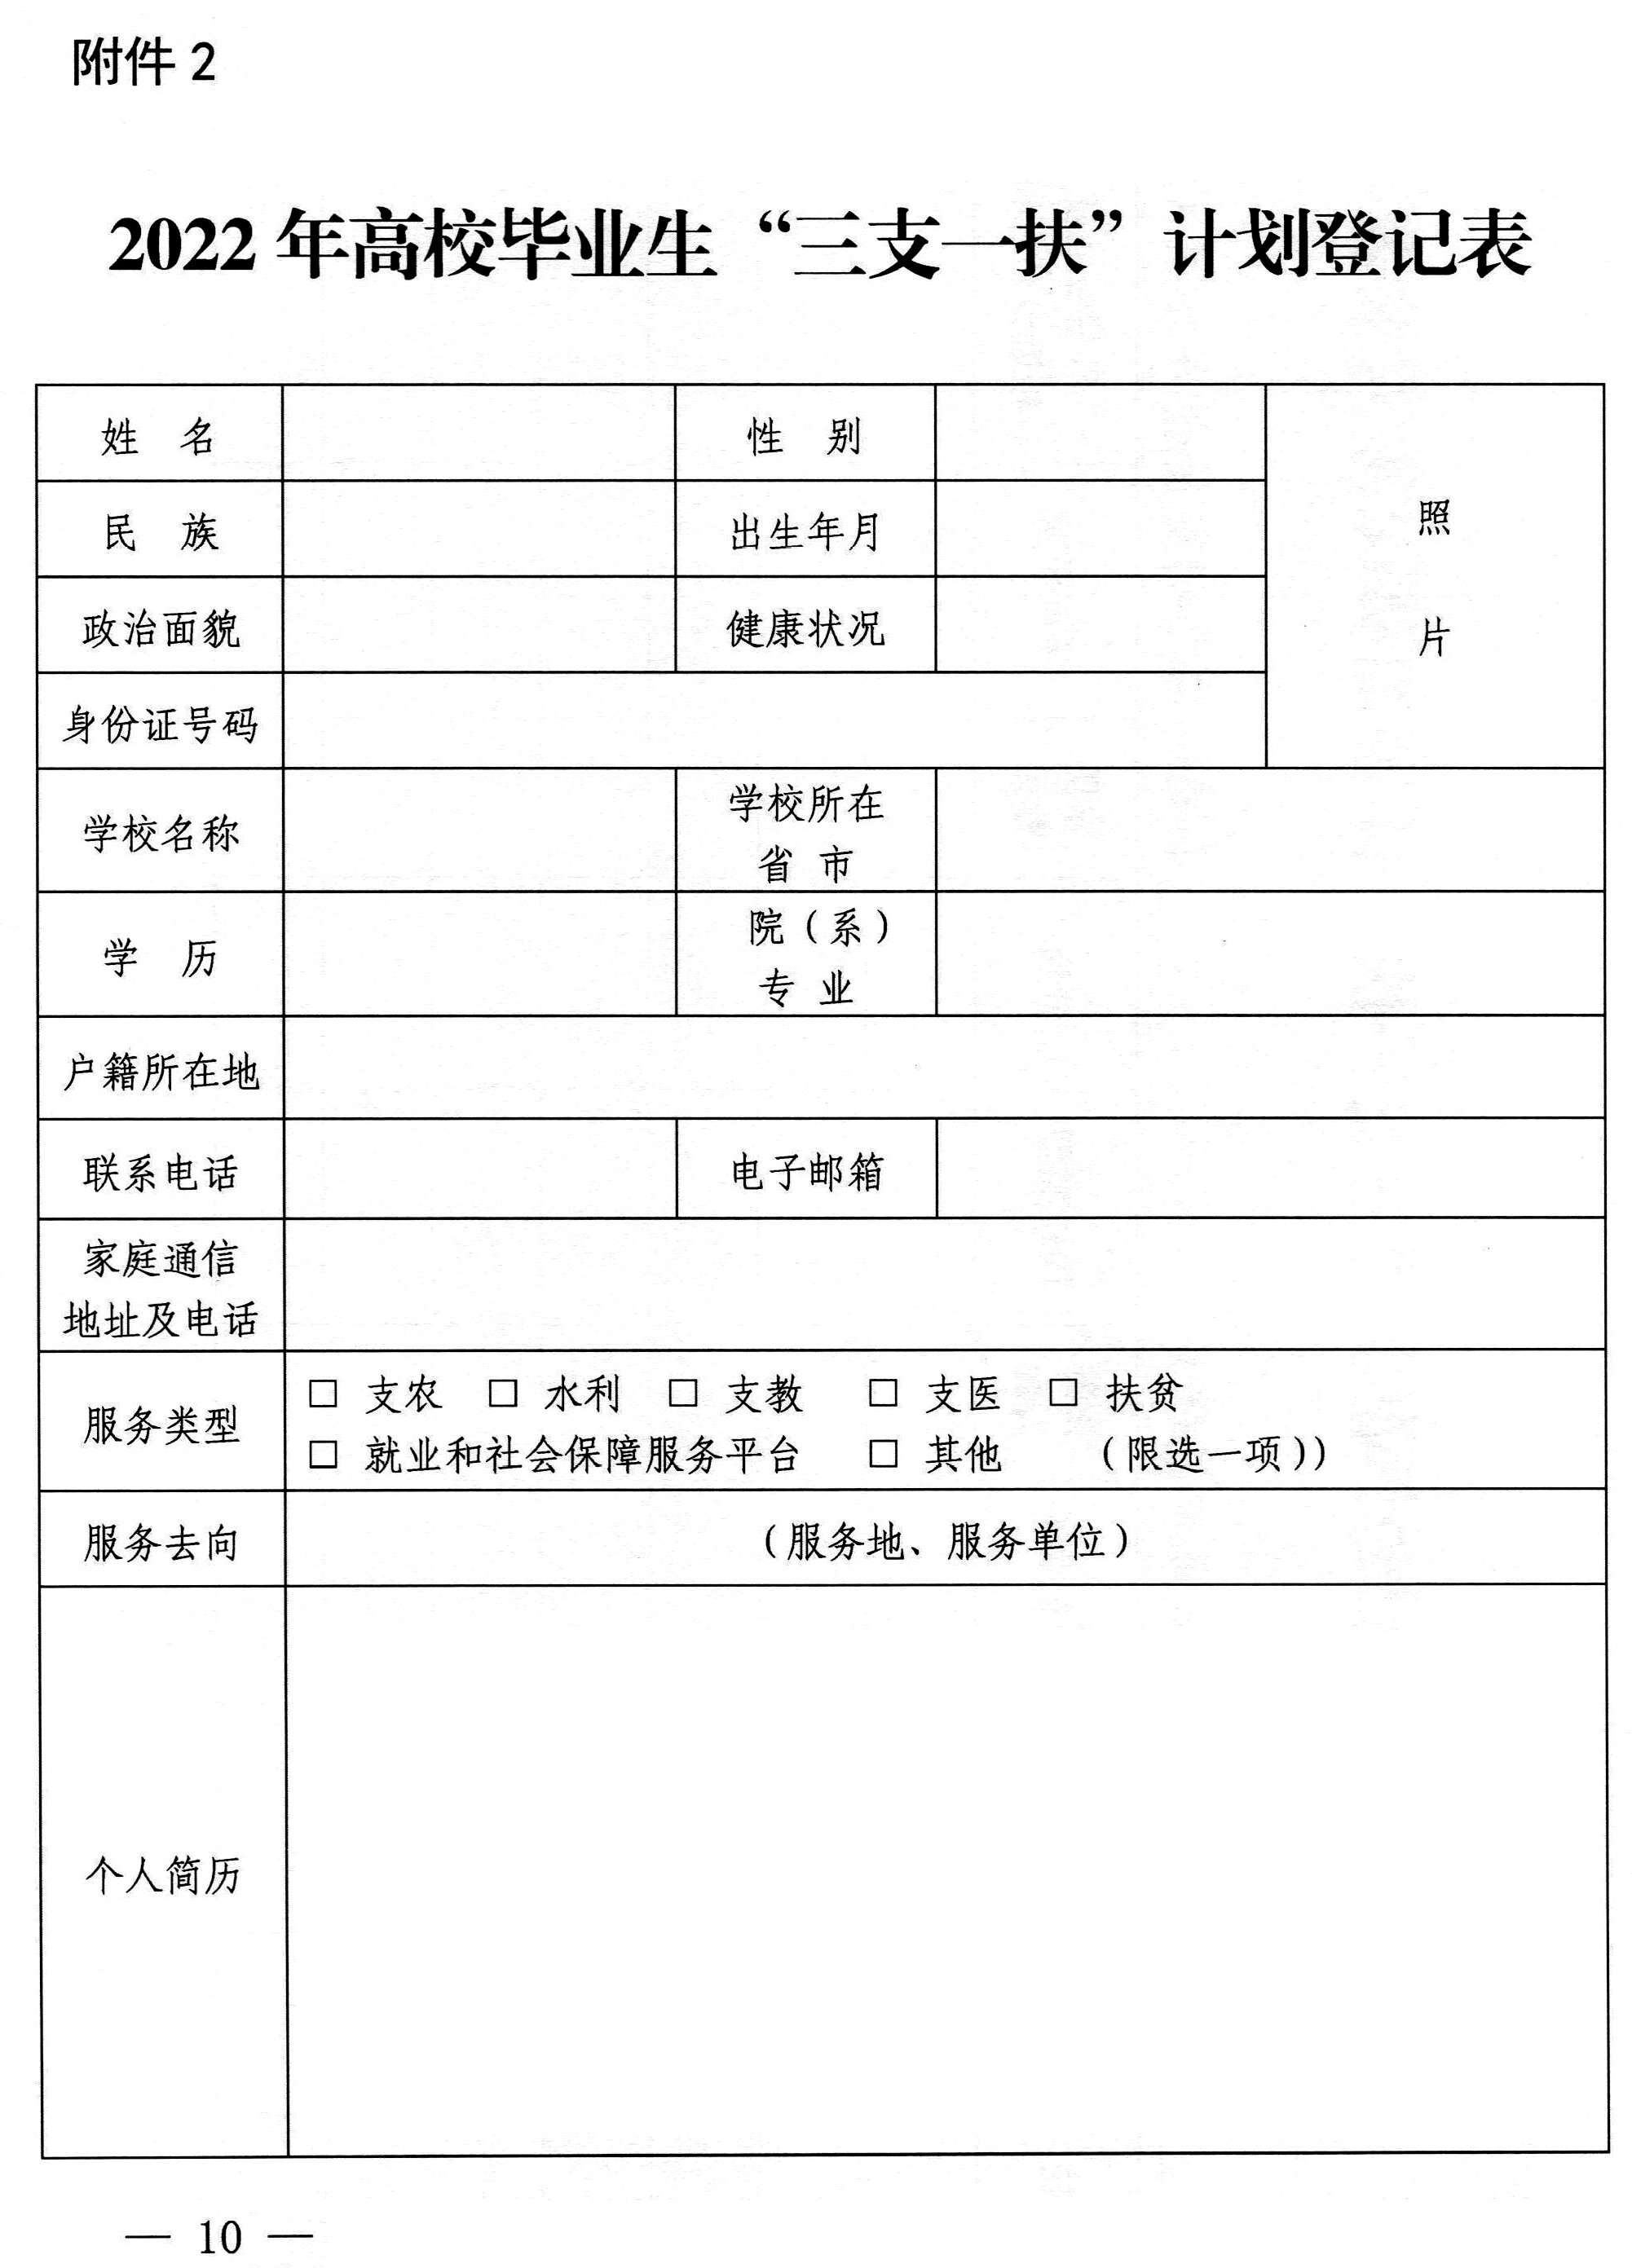 附件 2
2022 年高校毕业生“三支一扶”计划登记表
姓 名
性 别
照
民 族
出生年月
片
政治面貌
健康状况
身份证号码
学校名称
学校所在
省 市
学 历
院（系）
专 业
户籍所在地
联系电话
电子邮箱
家庭通信
地址及电话
服务类型
□ 支农 □ 水利 □ 支教 □ 支医 □ 扶贫
□ 就业和社会保障服务平台 □ 其他 （限选一项））
服务去向
（服务地、服务单位）
个人简历
— 10 —